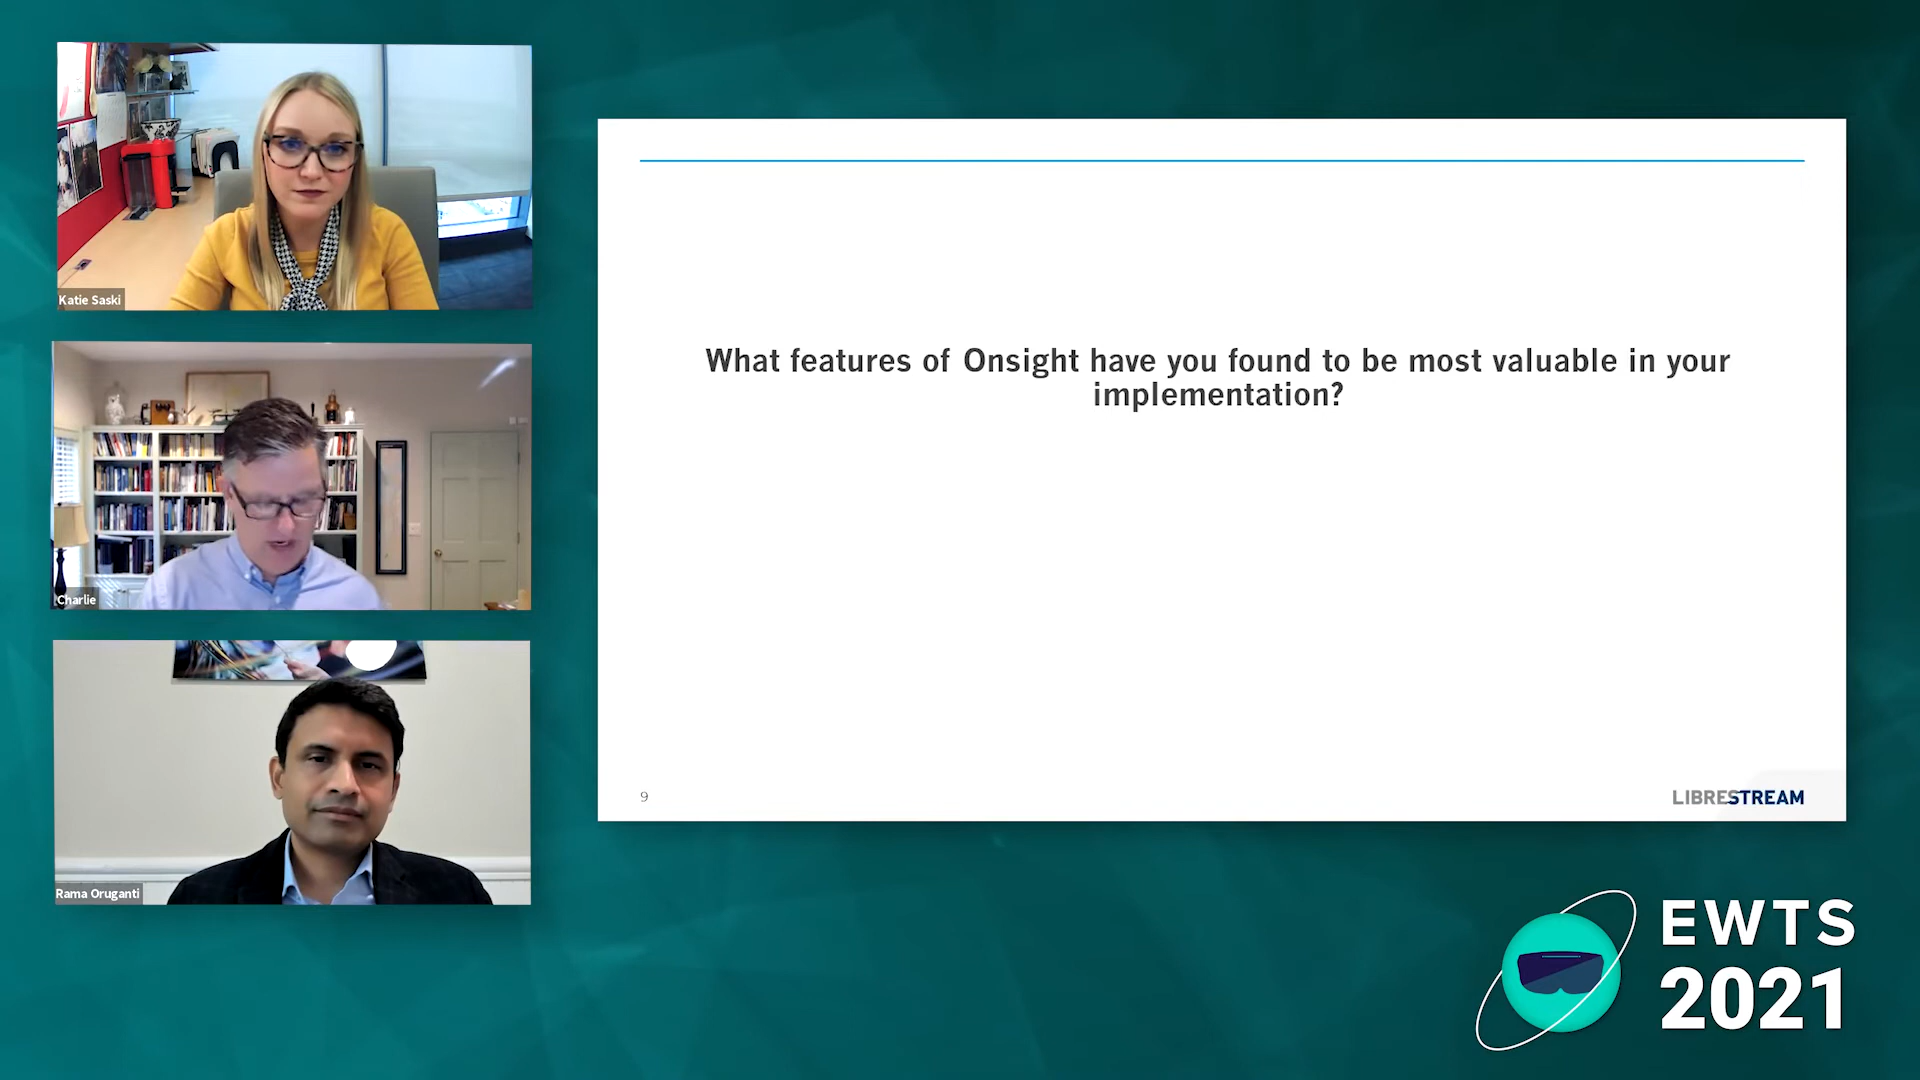 Katie Saski
Charlie
Rama Oruganti
What features of Onsight have you found to be most valuable in your
implementation?
9
LIBRESTREAM
EWTS
2021